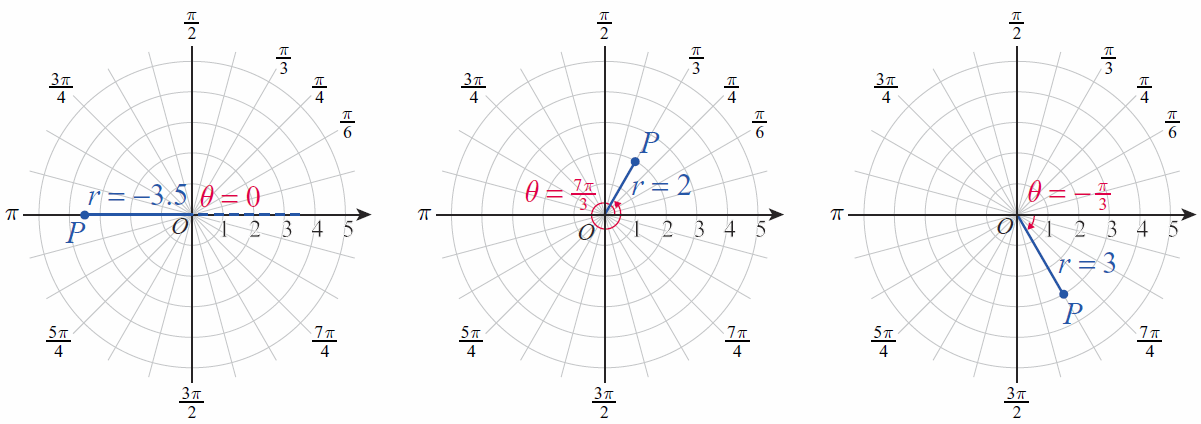 π/2
π/3
3π/4
π/4
π/6
r = −3.5
θ = 0
π
P
O
1 2 3 4 5
5π/4
7π/4
3π/2
π/2
π/3
3π/4
π/4
π/6
P
θ = 7π/3
r = 2
π
O
1 2 3 4 5
5π/4
7π/4
3π/2
π/2
π/3
3π/4
π/4
π/6
θ = −π/3
π
O
1 2 3 4 5
r = 3
P
5π/4
7π/4
3π/2